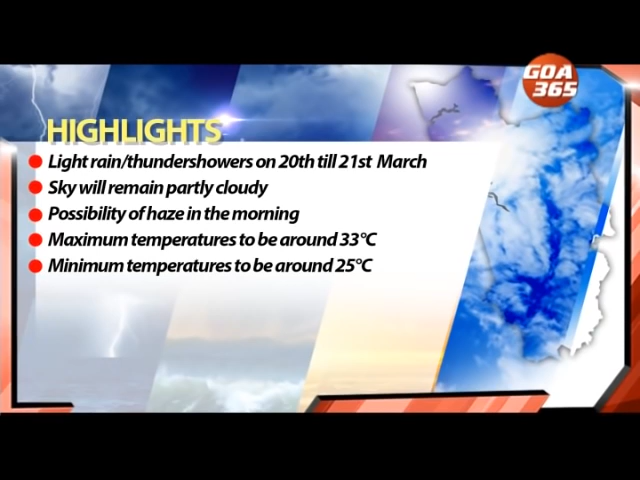 GOA
365
HIGHLIGHTS
Light rain/thundershowers on 20th till 21st March
Sky will remain partly cloudy
Possibility of haze in the morning
Maximum temperatures to be around 33°C
Minimum temperatures to be around 25°C